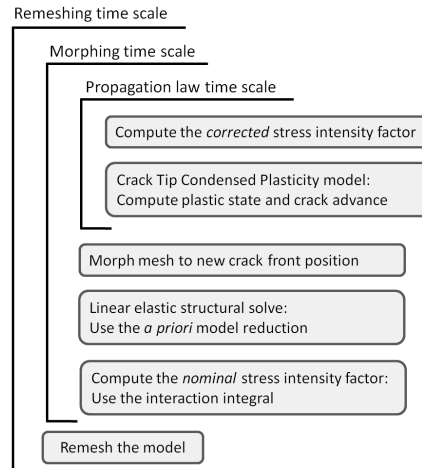 Remeshing time scale
Morphing time scale
Propagation law time scale
Compute the corrected stress intensity factor
Crack Tip Condensed Plasticity model:
Compute plastic state and crack advance
Morph mesh to new crack front position
Linear elastic structural solve:
Use the a priori model reduction
Compute the nominal stress intensity factor:
Use the interaction integral
Remesh the model